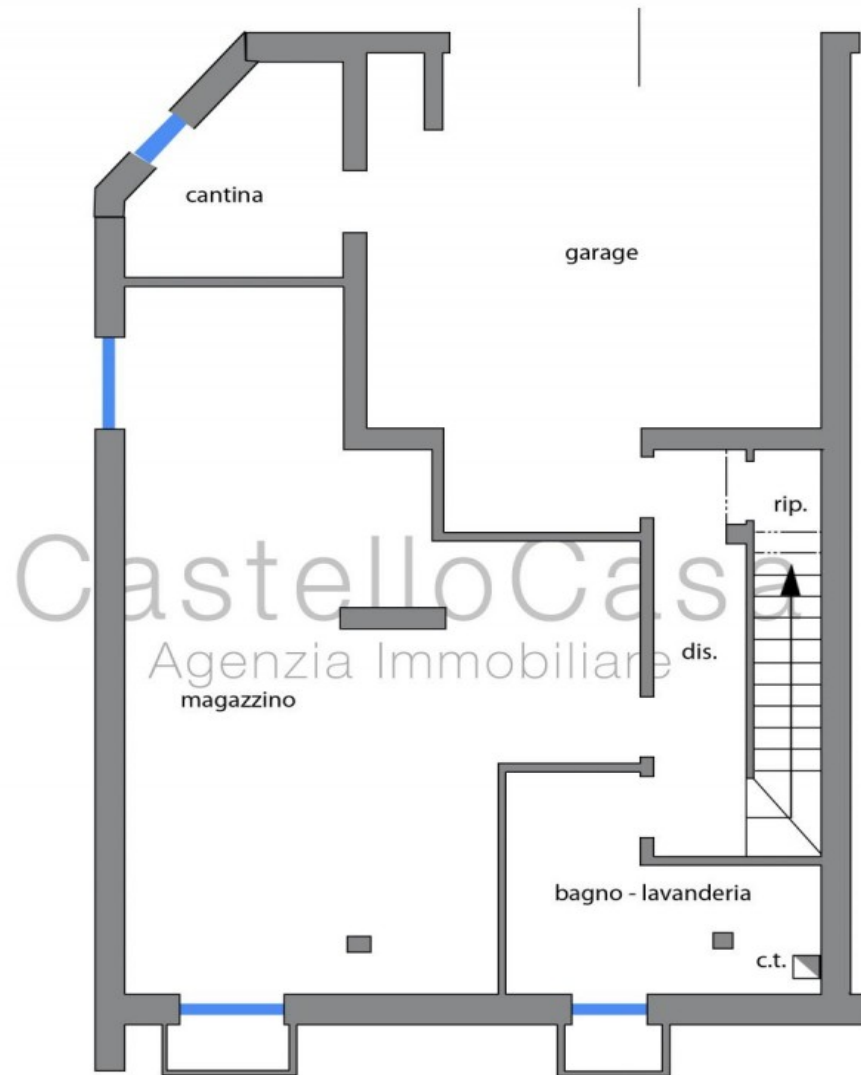 cantina
garage
rip.
CastelloCasa
Agenzia Immobiliare
dis.
magazzino
bagno - lavanderia
c.t.